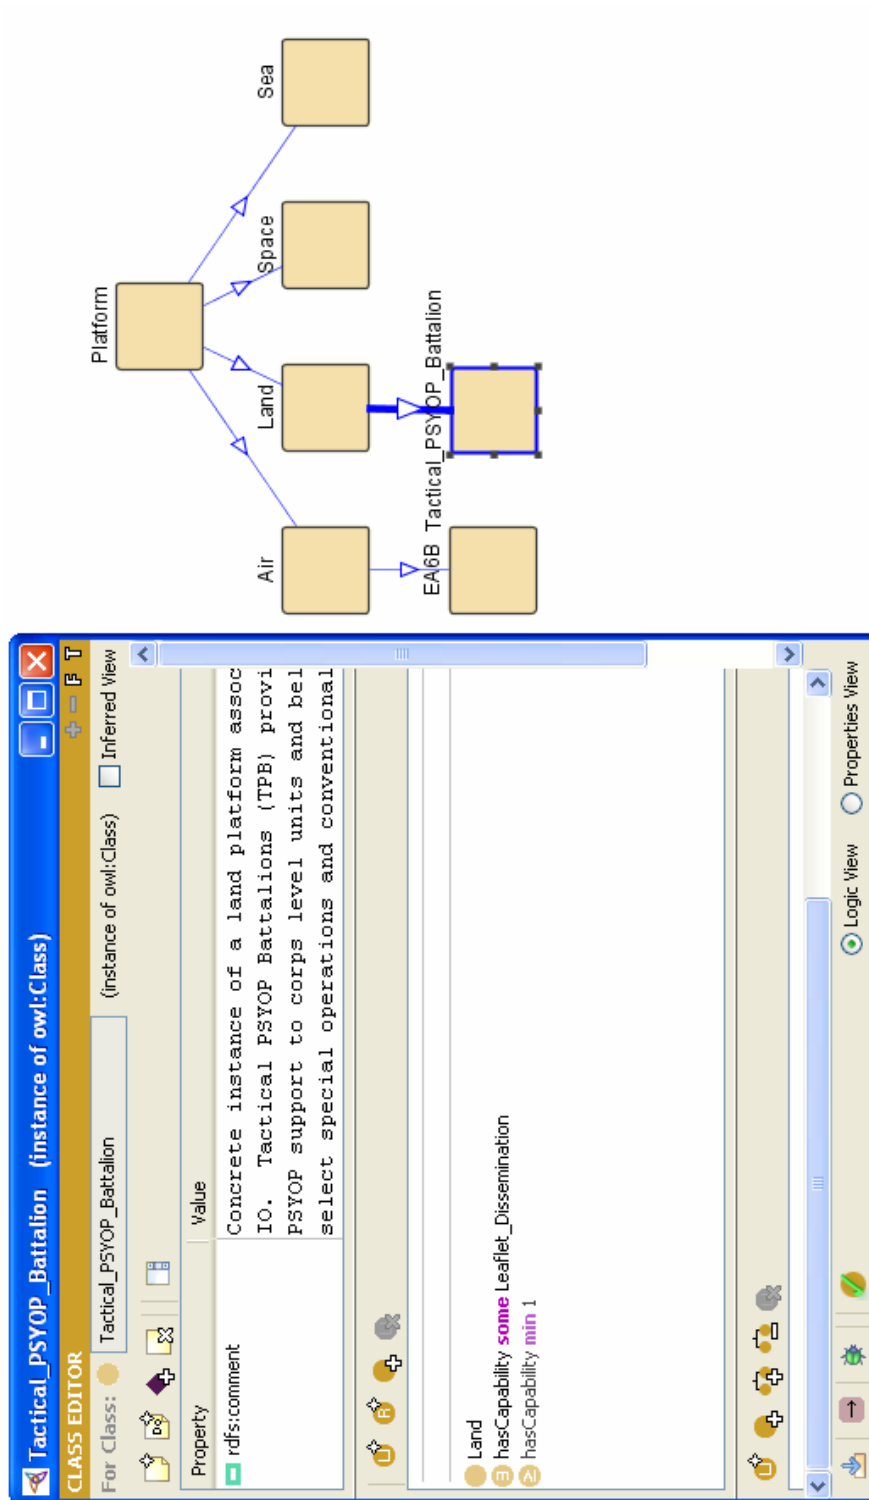 Tactical_PSYOP_Battalion (instance of owl:Class)
CLASS EDITOR
+ − F T
For Class: Tactical_PSYOP_Battalion (instance of owl:Class) Inferred View
Property Value
rdfs:comment
Concrete instance of a land platform assoc
IO. Tactical PSYOP Battalions (TPB) provi
PSYOP support to corps level units and bel
select special operations and conventional
Land
hasCapability some Leaflet_Dissemination
hasCapability min 1
Logic View Properties View
Platform
Air Land Space Sea
EA6B Tactical_PSYOP_Battalion